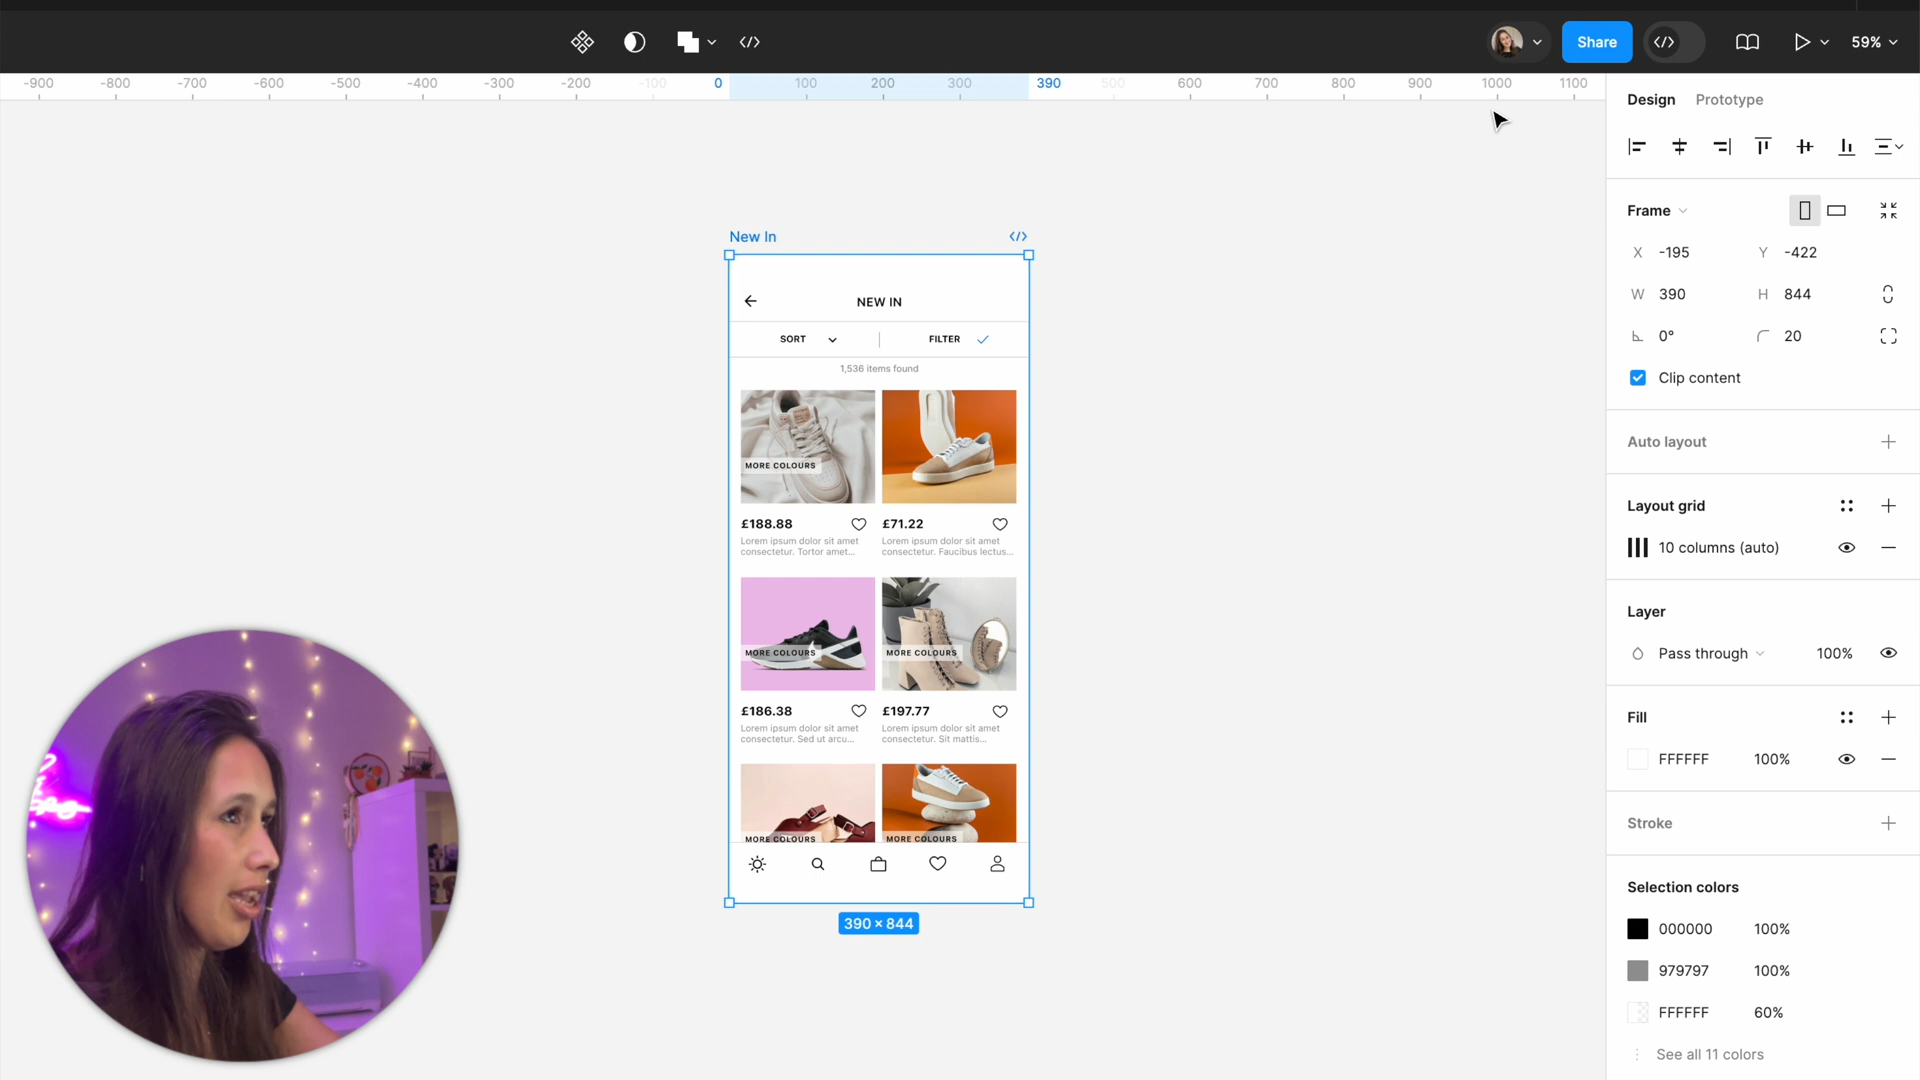 Share
59%
-900 -800 -700 -600 -500 -400 -300 -200 -100 0 100 200 300 390 500 600 700 800 900 1000 1100
Design Prototype
Frame
X -195 Y -422
W 390 H 844
0° 20
Clip content
Auto layout
Layout grid
10 columns (auto)
Layer
Pass through 100%
Fill
FFFFFF 100%
Stroke
Selection colors
000000 100%
979797 100%
FFFFFF 60%
See all 11 colors
New In
NEW IN
SORT FILTER
1,536 items found
MORE COLOURS
£188.88 £71.22
Lorem ipsum dolor sit amet Lorem ipsum dolor sit amet
consectetur. Tortor amet... consectetur. Faucibus lectus...
MORE COLOURS MORE COLOURS
£186.38 £197.77
Lorem ipsum dolor sit amet Lorem ipsum dolor sit amet
consectetur. Sed ut arcu... consectetur. Sit mattis...
MORE COLOURS MORE COLOURS
390 × 844